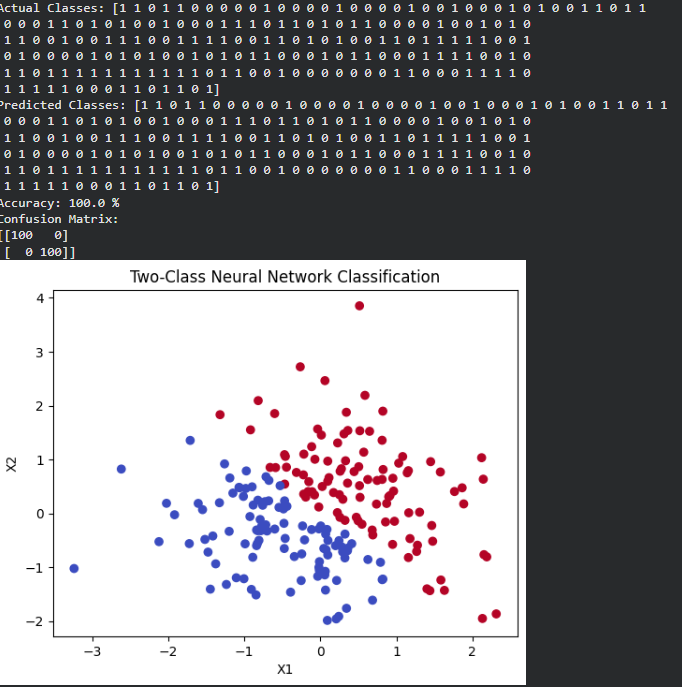 Actual Classes: [1 1 0 1 1 0 0 0 0 0 1 0 0 0 0 1 0 0 0 0 1 0 0 1 0 0 0 1 0 1 0 0 1 1 0 1 1
0 0 0 1 1 0 1 0 1 0 0 1 0 0 0 1 1 1 0 1 0 1 1 0 1 0 0 0 0 1 1 0 0 1 0 1 0
1 1 0 0 1 0 0 1 1 0 0 1 1 1 0 0 1 1 0 1 0 1 0 1 0 0 1 1 0 1 1 1 1 1 0 0 1
0 1 0 0 0 0 1 0 1 0 1 0 0 1 0 0 1 0 1 0 1 1 0 1 1 0 0 0 0 1 1 1 1 0 0 1 0
1 1 0 1 1 1 1 1 1 1 1 1 1 0 1 1 0 0 1 0 0 0 0 0 0 0 0 1 1 0 0 0 1 1 1 1 0
1 1 1 1 1 0 0 0 1 1 0 1 1 0 1]
Predicted Classes: [1 1 0 1 1 0 0 0 0 0 1 0 0 0 0 1 0 0 0 0 1 0 0 1 0 0 0 1 0 1 0 0 1 1 0 1 1
0 0 0 1 1 0 1 0 1 0 0 1 0 0 0 1 1 1 0 1 0 1 1 0 1 0 0 0 0 1 1 0 0 1 0 1 0
1 1 0 0 1 0 0 1 1 0 0 1 1 1 0 0 1 1 0 1 0 1 0 1 0 0 1 1 0 1 1 1 1 1 0 0 1
0 1 0 0 0 0 1 0 1 0 1 0 0 1 0 0 1 0 1 0 1 1 0 1 1 0 0 0 0 1 1 1 1 0 0 1 0
1 1 0 1 1 1 1 1 1 1 1 1 1 0 1 1 0 0 1 0 0 0 0 0 0 0 0 1 1 0 0 0 1 1 1 1 0
1 1 1 1 1 0 0 0 1 1 0 1 1 0 1]
Accuracy: 100.0 %
Confusion Matrix:
[[100   0]
[  0 100]]
Two-Class Neural Network Classification
4
3
2
1
0
−1
−2
X2
−3 −2 −1 0 1 2
X1